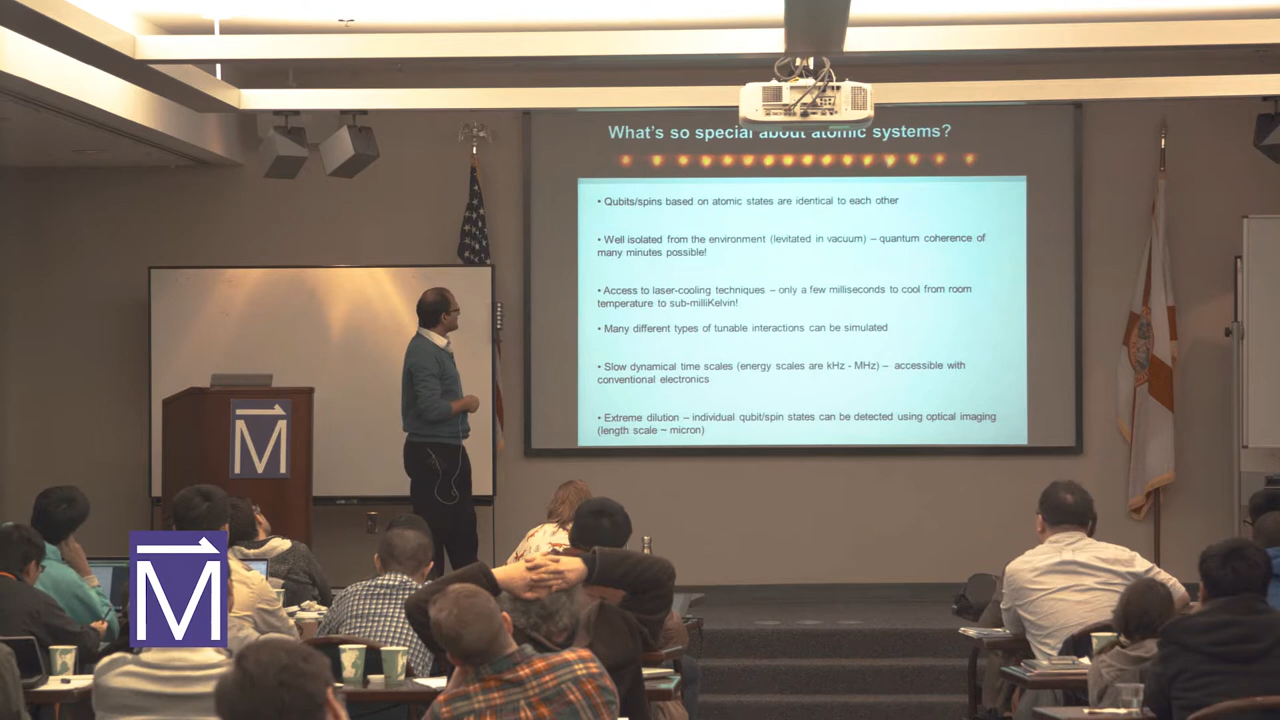 What's so special about atomic systems?
• Qubits/spins based on atomic states are identical to each other
• Well isolated from the environment (levitated in vacuum) – quantum coherence of
many minutes possible!
• Access to laser-cooling techniques – only a few milliseconds to cool from room
temperature to sub-milliKelvin!
• Many different types of tunable interactions can be simulated
• Slow dynamical time scales (energy scales are kHz - MHz) – accessible with
conventional electronics
• Extreme dilution – individual qubit/spin states can be detected using optical imaging
(length scale ~ micron)
M
M